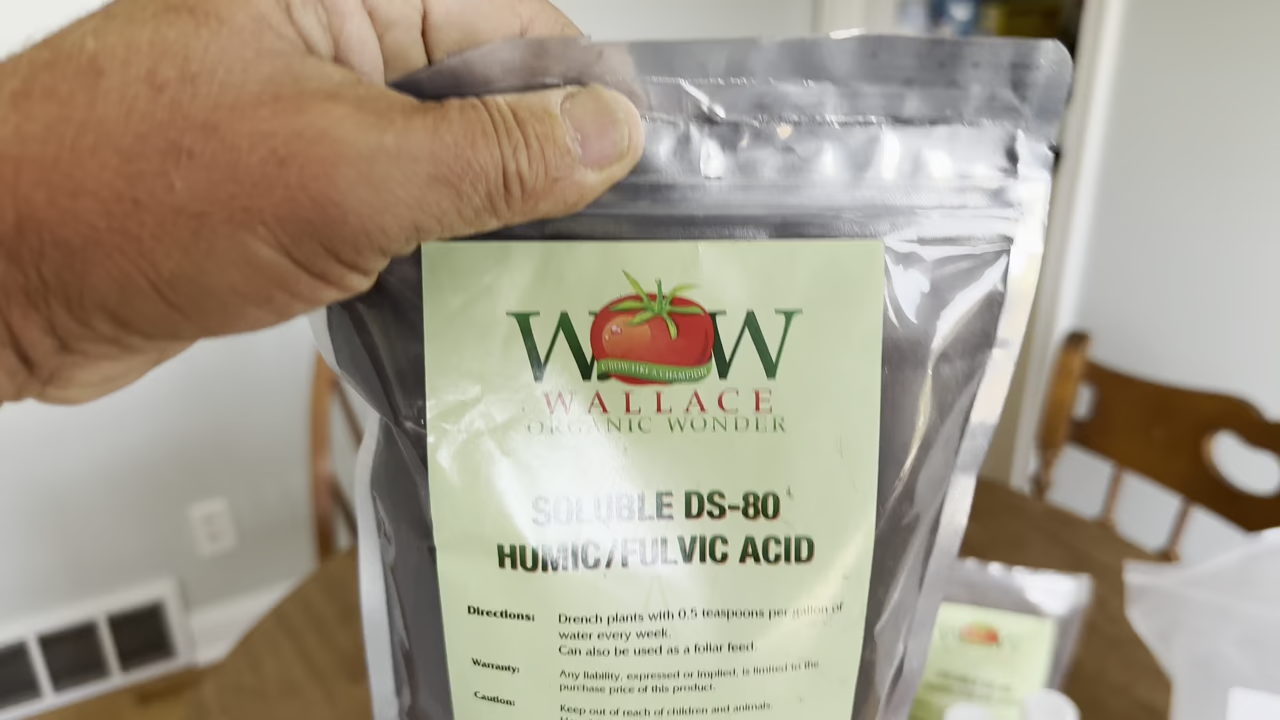 WOW
GROW LIKE A CHAMPION
WALLACE
ORGANIC WONDER
SOLUBLE DS-80
HUMIC/FULVIC ACID
Directions: Drench plants with 0.5 teaspoons per gallon of
water every week.
Can also be used as a foliar feed.
Warranty: Any liability, expressed or implied, is limited to the
purchase price of this product.
Caution: Keep out of reach of children and animals.